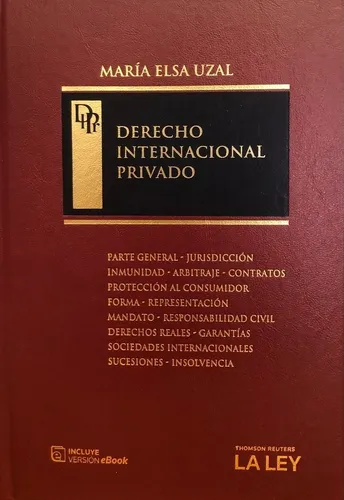 MARÍA ELSA UZAL
DIPr
DERECHO
INTERNACIONAL
PRIVADO
PARTE GENERAL - JURISDICCIÓN
INMUNIDAD - ARBITRAJE - CONTRATOS
PROTECCIÓN AL CONSUMIDOR
FORMA - REPRESENTACIÓN
MANDATO - RESPONSABILIDAD CIVIL
DERECHOS REALES - GARANTÍAS
SOCIEDADES INTERNACIONALES
SUCESIONES - INSOLVENCIA
INCLUYE
VERSIÓN eBook
THOMSON REUTERS
LA LEY